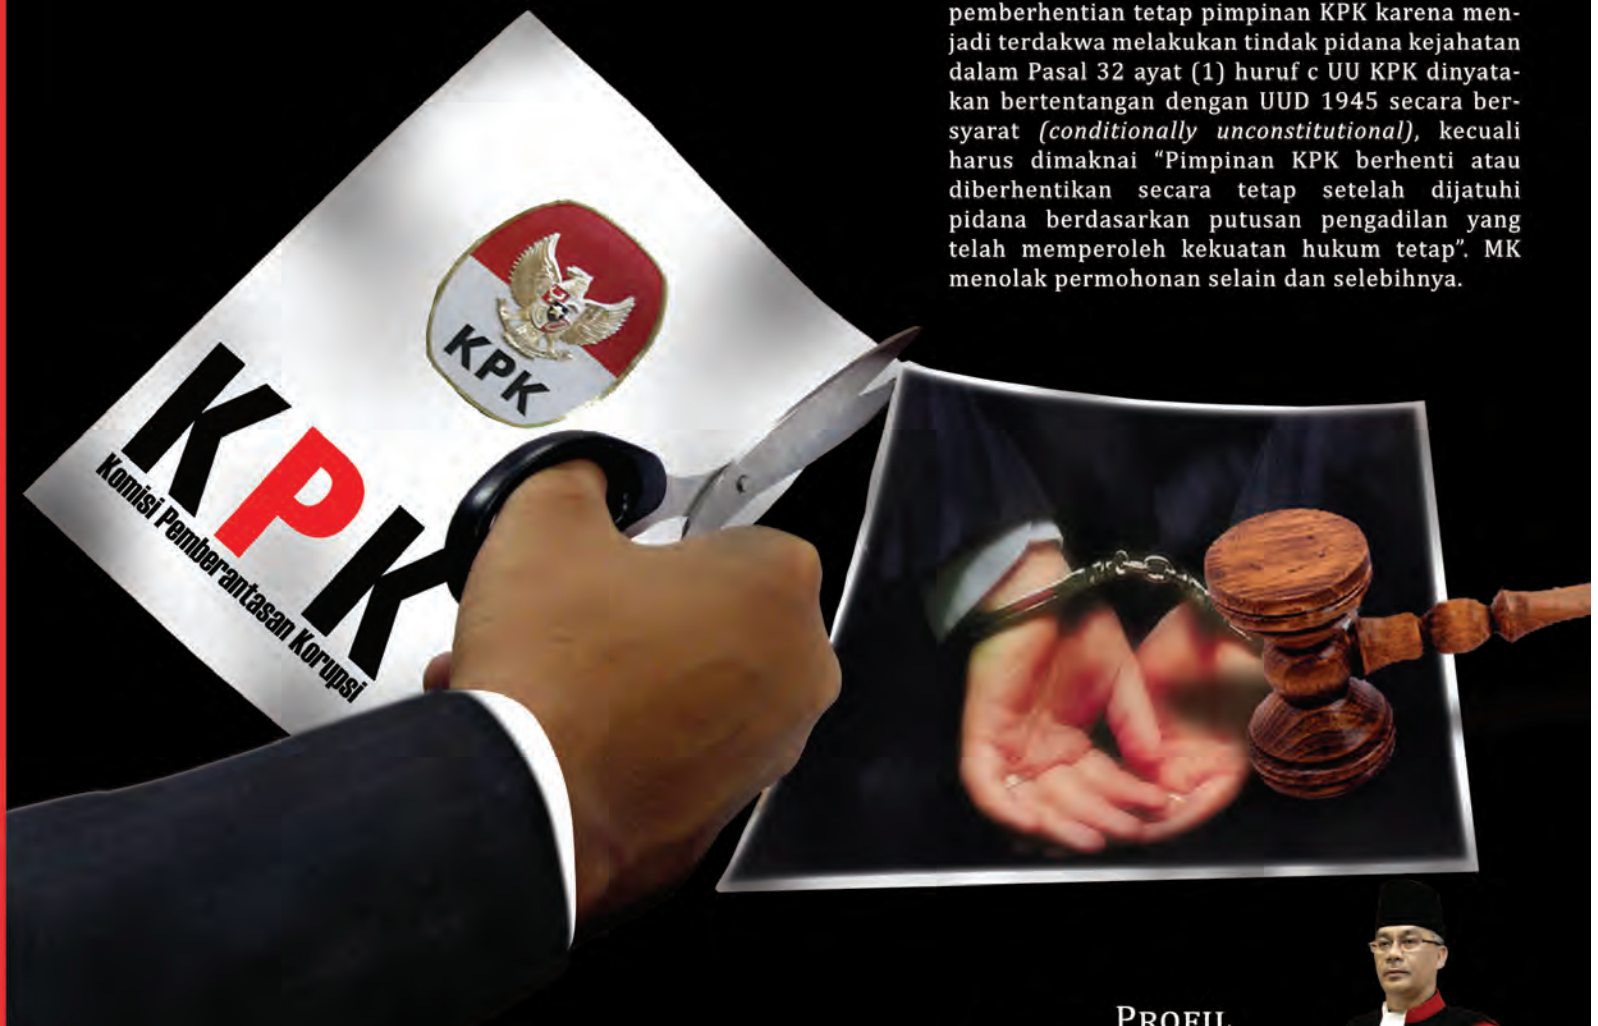 pemberhentian tetap pimpinan KPK karena men-
jadi terdakwa melakukan tindak pidana kejahatan
dalam Pasal 32 ayat (1) huruf c UU KPK dinyata-
kan bertentangan dengan UUD 1945 secara ber-
syarat (conditionally unconstitutional), kecuali
harus dimaknai “Pimpinan KPK berhenti atau
diberhentikan secara tetap setelah dijatuhi
pidana berdasarkan putusan pengadilan yang
telah memperoleh kekuatan hukum tetap”. MK
menolak permohonan selain dan selebihnya.
KPK
KPK
Komisi Pemberantasan Korupsi
PROFIL